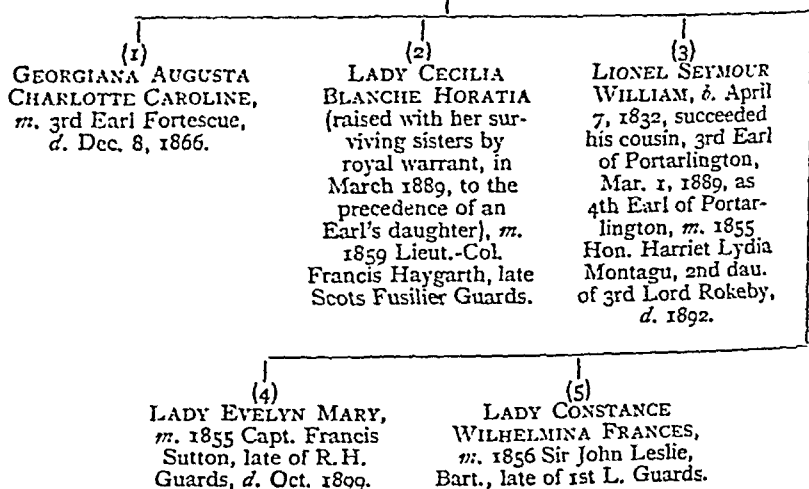 (1)
GEORGIANA AUGUSTA
CHARLOTTE CAROLINE,
m. 3rd Earl Fortescue,
d. Dec. 8, 1866.
(2)
LADY CECILIA
BLANCHE HORATIA
(raised with her sur-
viving sisters by
royal warrant, in
March 1889, to the
precedence of an
Earl's daughter), m.
1859 Lieut.-Col.
Francis Haygarth, late
Scots Fusilier Guards.
(3)
LIONEL SEYMOUR
WILLIAM, b. April
7, 1832, succeeded
his cousin, 3rd Earl
of Portarlington,
Mar. 1, 1889, as
4th Earl of Portar-
lington, m. 1855
Hon. Harriet Lydia
Montagu, 2nd dau.
of 3rd Lord Rokeby,
d. 1892.
(4)
LADY EVELYN MARY,
m. 1855 Capt. Francis
Sutton, late of R.H.
Guards, d. Oct. 1899.
(5)
LADY CONSTANCE
WILHELMINA FRANCES,
m. 1856 Sir John Leslie,
Bart., late of 1st L. Guards.